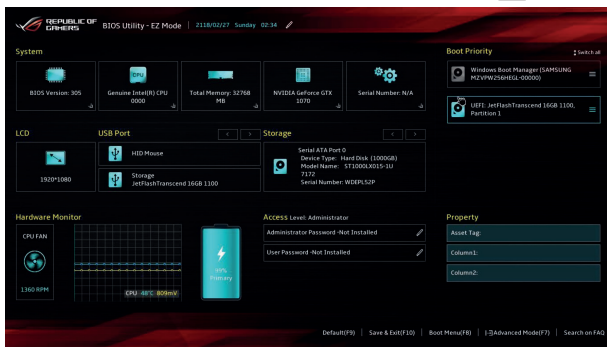 REPUBLIC OF
GAMERS
BIOS Utility - EZ Mode
2118/02/27 Sunday 02:34
System
Boot Priority
Switch all
BIOS Version: 305
CPU
Genuine Intel(R) CPU
0000
Total Memory: 32768
MB
NVIDIA GeForce GTX
1070
Serial Number: N/A
Windows Boot Manager (SAMSUNG
MZVPW256HEGL-00000)
UEFI: JetFlashTranscend 16GB 1100,
Partition 1
LCD
1920*1080
USB Port
HID Mouse
Storage
JetFlashTranscend 16GB 1100
Storage
Serial ATA Port 0
Device Type: Hard Disk (1000GB)
Model Name: ST1000LX015-1U
7172
Serial Number: WDEPL52P
Hardware Monitor
CPU FAN
1360 RPM
CPU 48°C 809mV
99%
Primary
Access Level: Administrator
Administrator Password -Not Installed
User Password -Not Installed
Property
Asset Tag:
Column1:
Column2:
Default(F9)
Save & Exit(F10)
Boot Menu(F8)
Advanced Mode(F7)
Search on FAQ